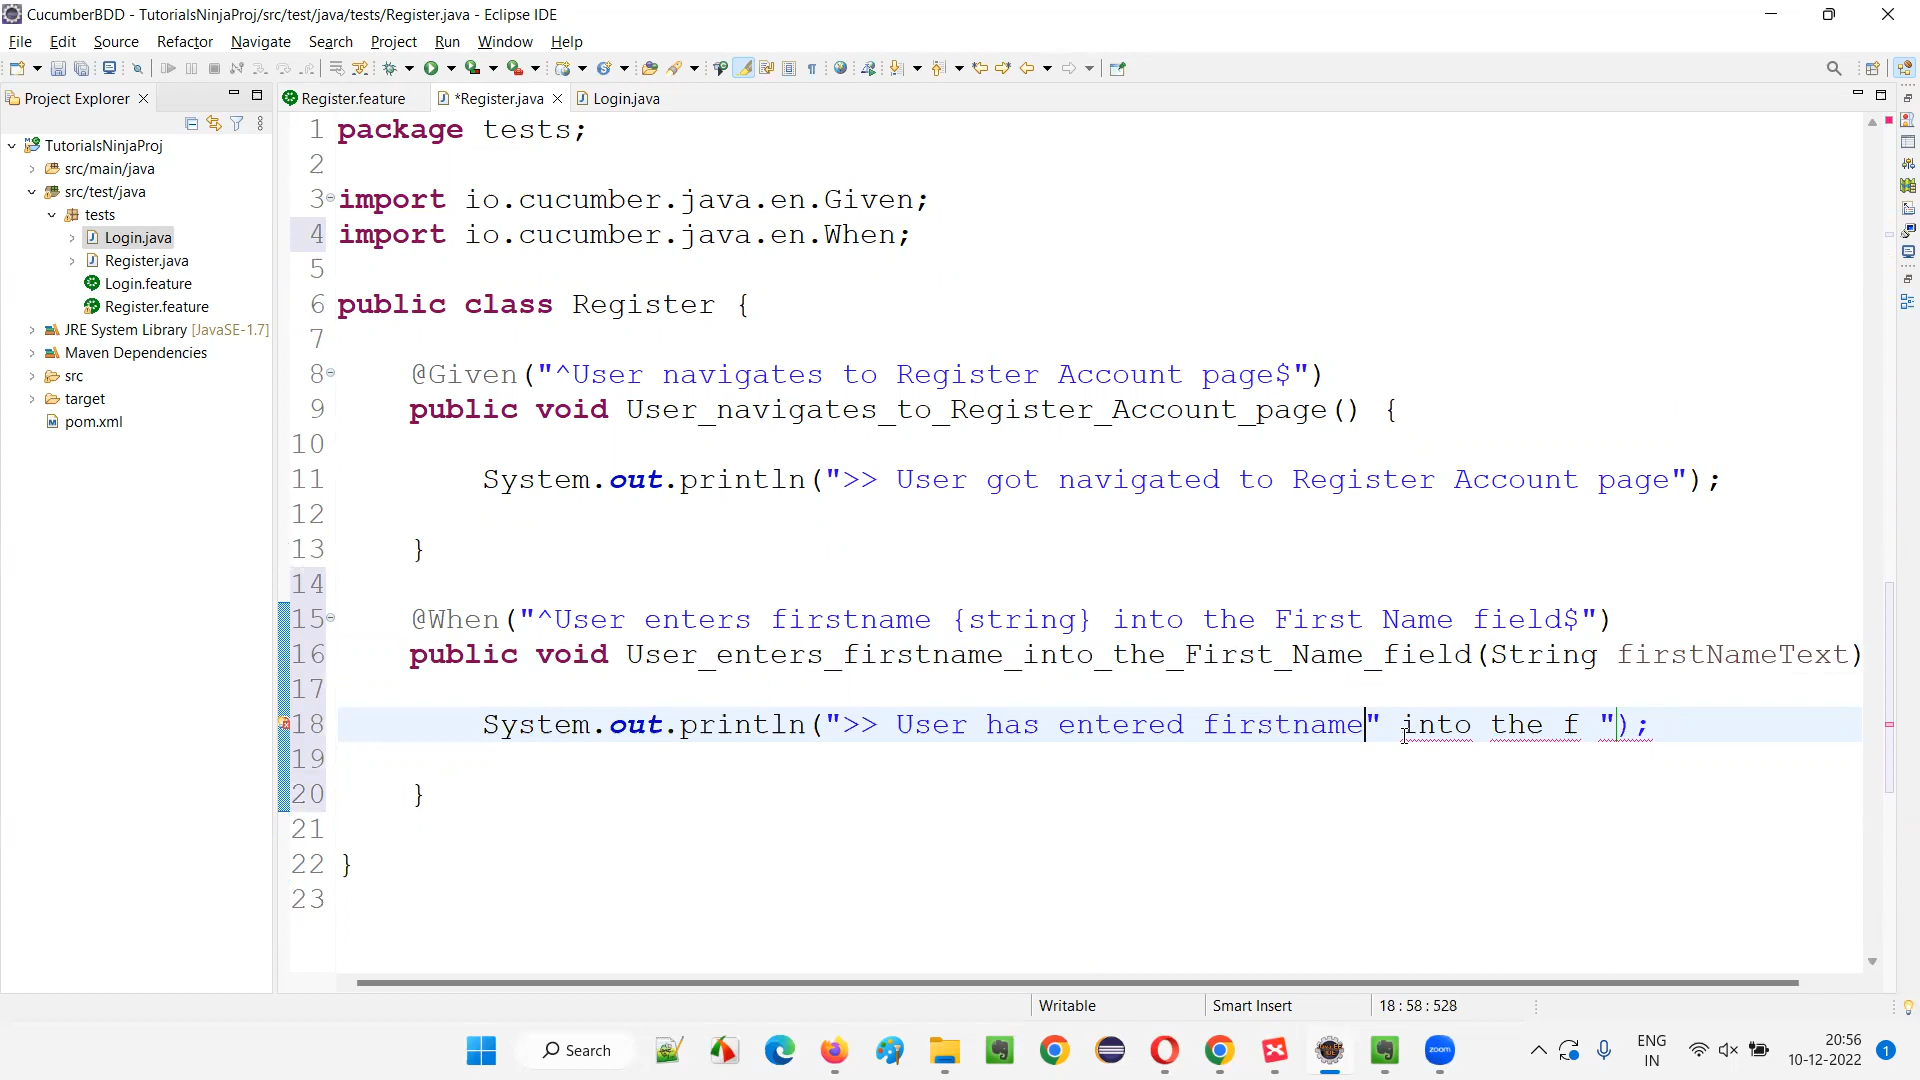 CucumberBDD - TutorialsNinjaProj/src/test/java/tests/Register.java - Eclipse IDE
File Edit Source Refactor Navigate Search Project Run Window Help
Project Explorer
Register.feature
*Register.java
Login.java
TutorialsNinjaProj
src/main/java
src/test/java
tests
Login.java
Register.java
Login.feature
Register.feature
JRE System Library [JavaSE-1.7]
Maven Dependencies
src
target
pom.xml
1 package tests;
2
3 import io.cucumber.java.en.Given;
4 import io.cucumber.java.en.When;
5
6 public class Register {
7
8 @Given("^User navigates to Register Account page$")
9 public void User_navigates_to_Register_Account_page() {
10
11 System.out.println(">> User got navigated to Register Account page");
12
13 }
14
15 @When("^User enters firstname {string} into the First Name field$")
16 public void User_enters_firstname_into_the_First_Name_field(String firstNameText)
17
18 System.out.println(">> User has entered firstname" into the f ");
19
20 }
21
22 }
23
Writable Smart Insert 18 : 58 : 528
Search
zoom
ENG
IN
20:56
10-12-2022
1